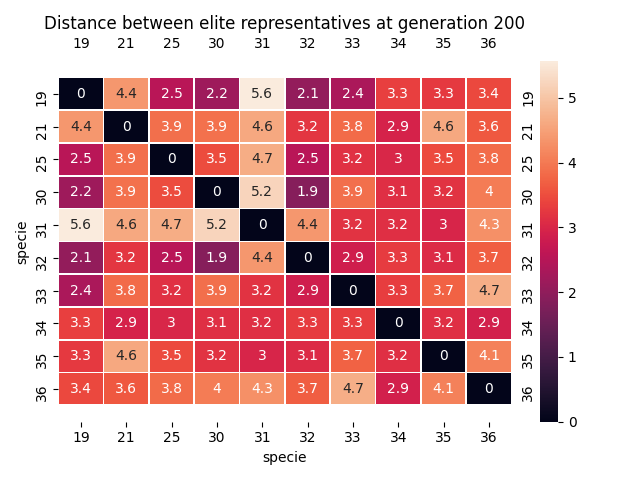 Distance between elite representatives at generation 200
19 21 25 30 31 32 33 34 35 36
19 0 4.4 2.5 2.2 5.6 2.1 2.4 3.3 3.3 3.4 19
21 4.4 0 3.9 3.9 4.6 3.2 3.8 2.9 4.6 3.6 21
25 2.5 3.9 0 3.5 4.7 2.5 3.2 3 3.5 3.8 25
30 2.2 3.9 3.5 0 5.2 1.9 3.9 3.1 3.2 4 30
31 5.6 4.6 4.7 5.2 0 4.4 3.2 3.2 3 4.3 31
32 2.1 3.2 2.5 1.9 4.4 0 2.9 3.3 3.1 3.7 32
33 2.4 3.8 3.2 3.9 3.2 2.9 0 3.3 3.7 4.7 33
34 3.3 2.9 3 3.1 3.2 3.3 3.3 0 3.2 2.9 34
35 3.3 4.6 3.5 3.2 3 3.1 3.7 3.2 0 4.1 35
36 3.4 3.6 3.8 4 4.3 3.7 4.7 2.9 4.1 0 36
19 21 25 30 31 32 33 34 35 36
specie
specie
5
4
3
2
1
0